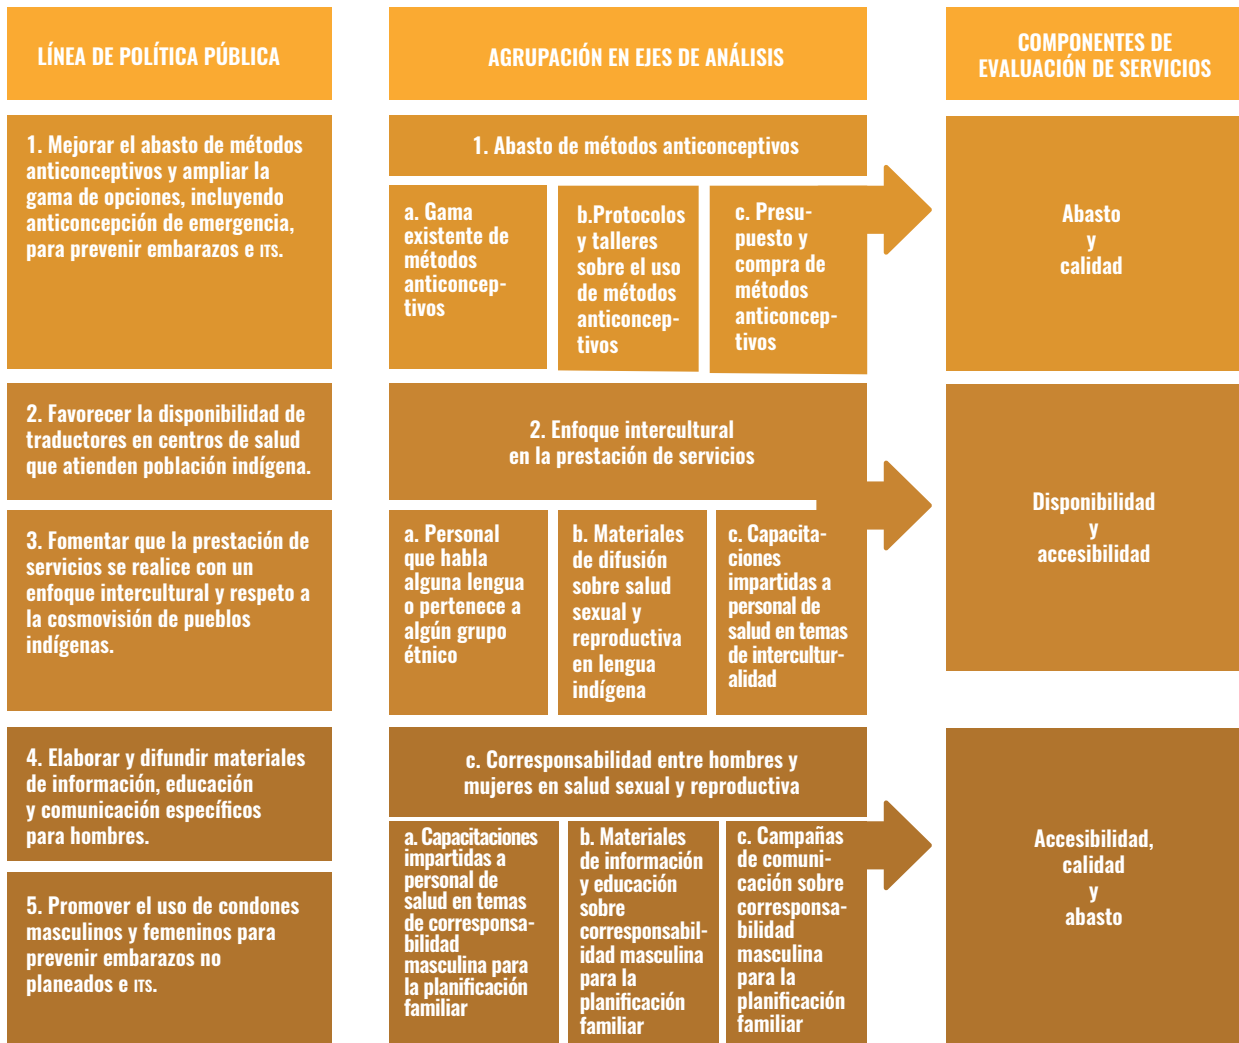 LÍNEA DE POLÍTICA PÚBLICA
AGRUPACIÓN EN EJES DE ANÁLISIS
COMPONENTES DE
EVALUACIÓN DE SERVICIOS
1. Mejorar el abasto de métodos
anticonceptivos y ampliar la
gama de opciones, incluyendo
anticoncepción de emergencia,
para prevenir embarazos e ITS.
1. Abasto de métodos anticonceptivos
a. Gama
existente de
métodos
anticoncep-
tivos
b.Protocolos
y talleres
sobre el uso
de métodos
anticoncep-
tivos
c. Presu-
puesto y
compra de
métodos
anticoncep-
tivos
Abasto
y
calidad
2. Favorecer la disponibilidad de
traductores en centros de salud
que atienden población indígena.
3. Fomentar que la prestación de
servicios se realice con un
enfoque intercultural y respeto a
la cosmovisión de pueblos
indígenas.
2. Enfoque intercultural
en la prestación de servicios
a. Personal
que habla
alguna lengua
o pertenece a
algún grupo
étnico
b. Materiales
de difusión
sobre salud
sexual y
reproductiva
en lengua
indígena
c. Capacita-
ciones
impartidas a
personal de
salud en temas
de intercultur-
alidad
Disponibilidad
y
accesibilidad
4. Elaborar y difundir materiales
de información, educación
y comunicación específicos
para hombres.
5. Promover el uso de condones
masculinos y femeninos para
prevenir embarazos no
planeados e ITS.
c. Corresponsabilidad entre hombres y
mujeres en salud sexual y reproductiva
a. Capacitaciones
impartidas a
personal de
salud en temas
de corresponsa-
bilidad
masculina para
la planificación
familiar
b. Materiales
de información
y educación
sobre
corresponsabil-
idad masculina
para la
planificación
familiar
c. Campañas
de comuni-
cación sobre
corresponsa-
bilidad
masculina
para la
planificación
familiar
Accesibilidad,
calidad
y
abasto